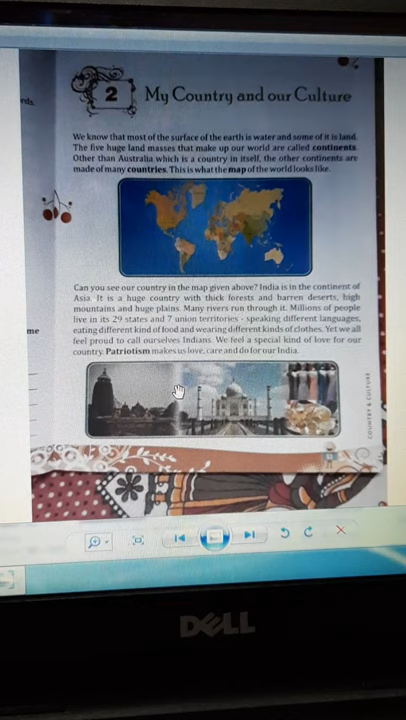 rds.
2 My Country and our Culture
We know that most of the surface of the earth is water and some of it is land.
The five huge land masses that make up our world are called continents.
Other than Australia which is a country in itself, the other continents are
made of many countries. This is what the map of the world looks like.
Can you see our country in the map given above? India is in the continent of
Asia. It is a huge country with thick forests and barren deserts, high
mountains and huge plains. Many rivers run through it. Millions of people
live in its 29 states and 7 union territories - speaking different languages,
me
eating different kind of food and wearing different kinds of clothes. Yet we all
feel proud to call ourselves Indians. We feel a special kind of love for our
country. Patriotism makes us love, care and do for our India.
COUNTRY & CULTURE
DELL